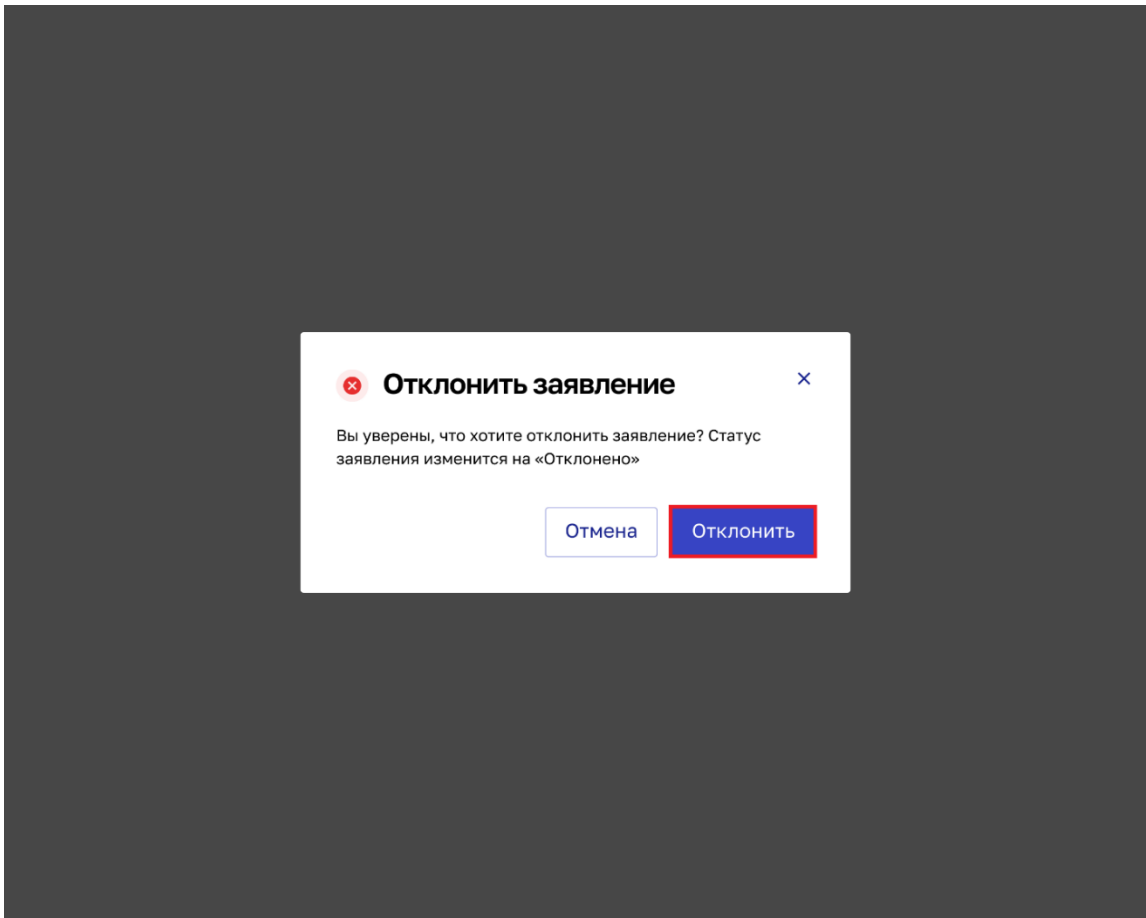 Отклонить заявление
Вы уверены, что хотите отклонить заявление? Статус
заявления изменится на «Отклонено»
Отмена
Отклонить